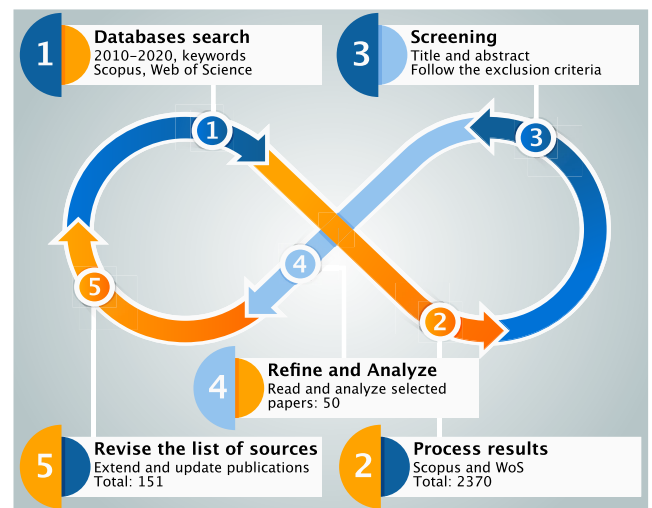 1
Databases search
2010-2020, keywords
Scopus, Web of Science
3
Screening
Title and abstract
Follow the exclusion criteria
1
3
4
5
2
4
Refine and Analyze
Read and analyze selected
papers: 50
5
Revise the list of sources
Extend and update publications
Total: 151
2
Process results
Scopus and WoS
Total: 2370